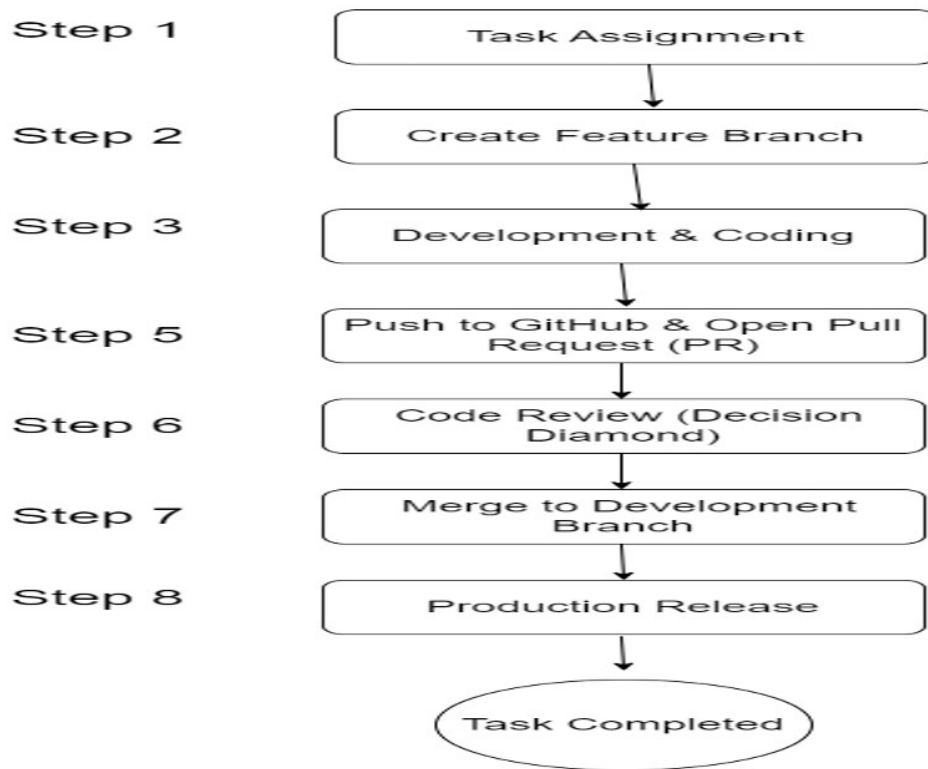 Step 1
Task Assignment
Step 2
Create Feature Branch
Step 3
Development & Coding
Step 5
Push to GitHub & Open Pull
Request (PR)
Step 6
Code Review (Decision
Diamond)
Step 7
Merge to Development
Branch
Step 8
Production Release
Task Completed